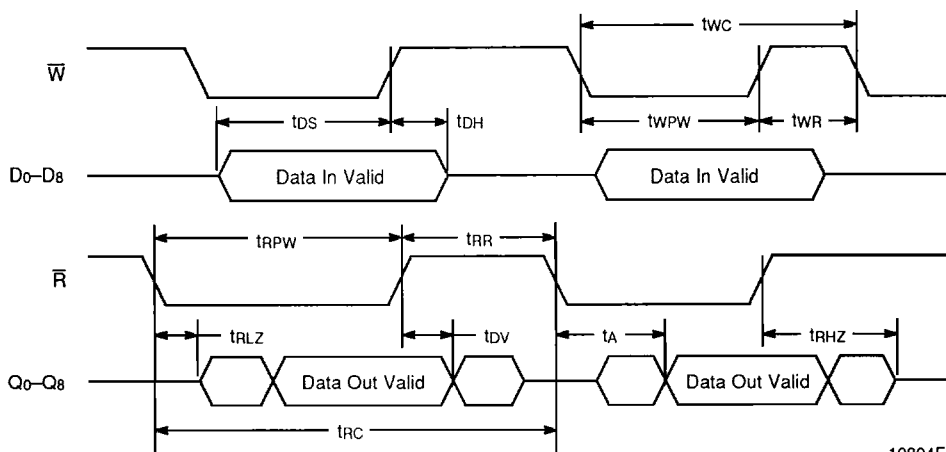 tWC
W̅
tDS
tDH
tWPW
tWR
D0–D8
Data In Valid
Data In Valid
tRPW
tRR
R̅
tRLZ
tDV
tA
tRHZ
Q0–Q8
Data Out Valid
Data Out Valid
tRC